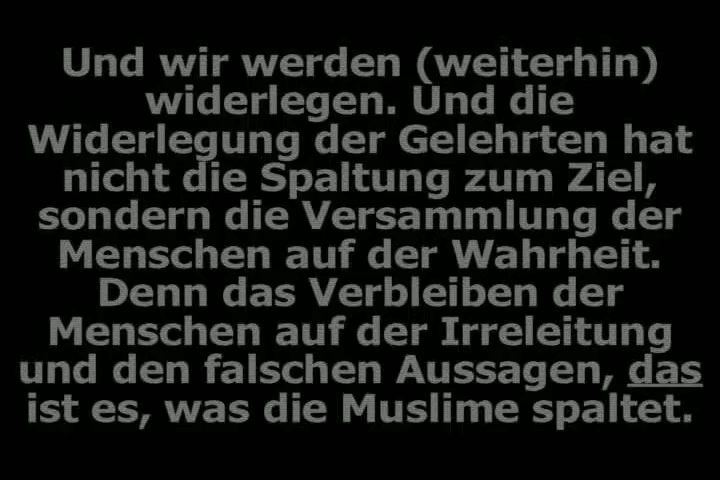 Und wir werden (weiterhin)
widerlegen. Und die
Widerlegung der Gelehrten hat
nicht die Spaltung zum Ziel,
sondern die Versammlung der
Menschen auf der Wahrheit.
Denn das Verbleiben der
Menschen auf der Irreleitung
und den falschen Aussagen, das
ist es, was die Muslime spaltet.